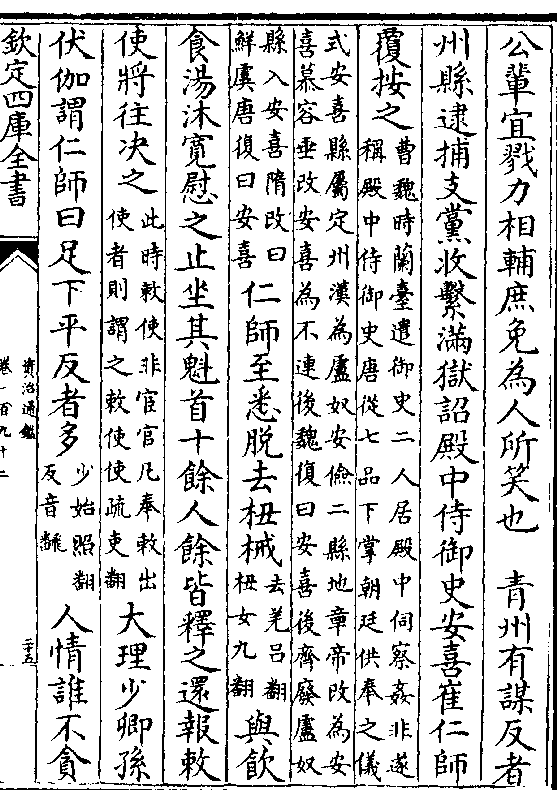 公輩宜戮力相輔庶免為人所笑也　青州有謀反者
州縣逮捕支黨收繫滿獄詔殿中侍御史安喜崔仁師
覆按之
曹魏時蘭臺遣御史二人居殿中伺察姦非遂
稱殿中侍御史唐從七品下掌朝廷供奉之儀
式安喜縣屬定州漢為盧奴安儉二縣地章帝改為安
喜慕容垂改安喜為不連後魏復曰安喜後齊廢盧奴
縣入安喜隋改曰
鮮虞唐復曰安喜
仁師至悉脫去杻械
去羌呂翻
杻女九翻
與飲
食湯沐寬慰之止坐其魁首十餘人餘皆釋之還報敕
使將往决之
此時敕使非宦官凡奉敕出
使者則謂之敕使使疏吏翻
大理少卿孫
伏伽謂仁師曰足下平反者多
少始照翻
反音飜
人情誰不貪
欽定四庫全書
資治通鑑
卷一百九十二
二十五